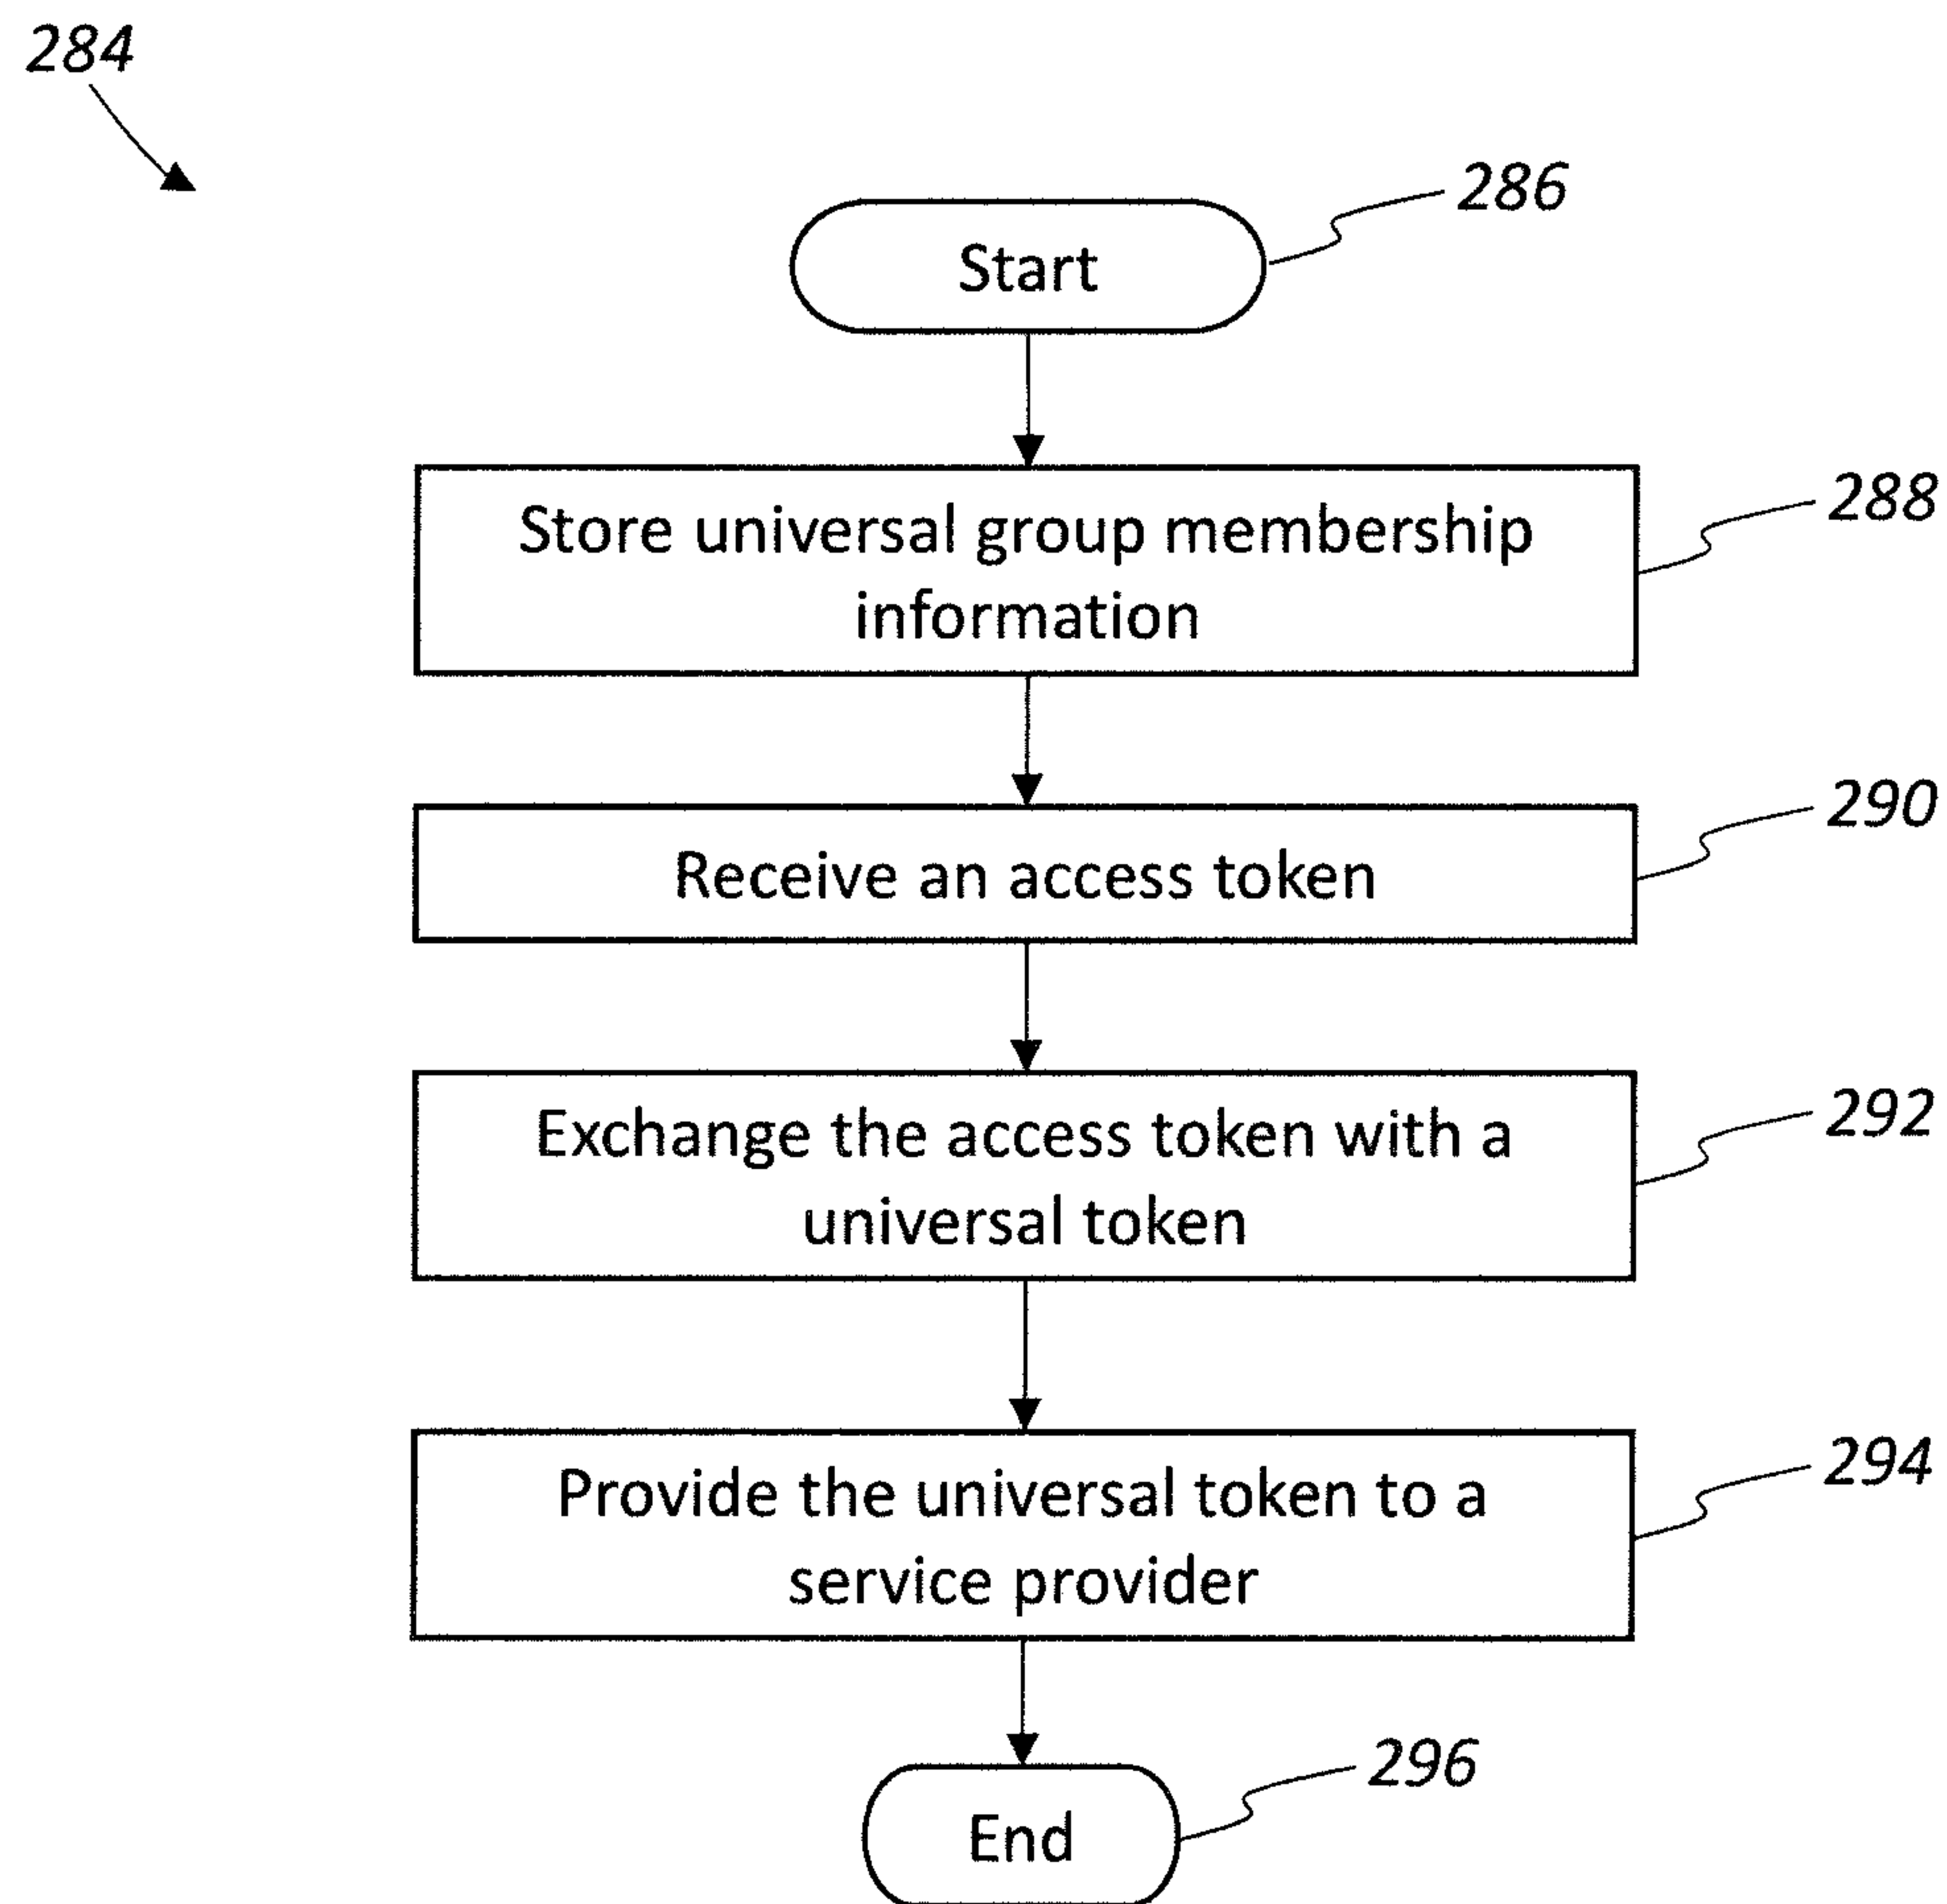 284
286
Start
288
Store universal group membership
information
290
Receive an access token
292
Exchange the access token with a
universal token
294
Provide the universal token to a
service provider
296
End